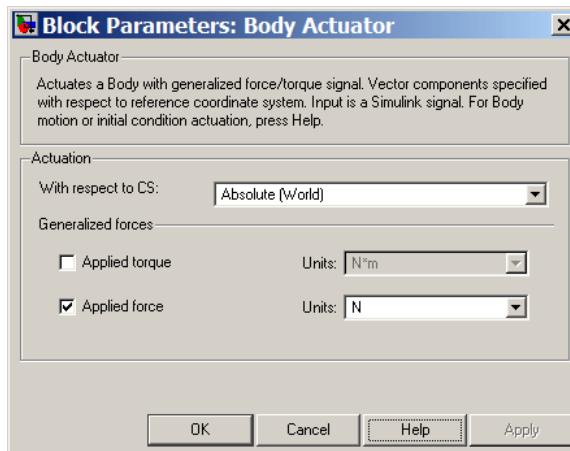 Block Parameters: Body Actuator
Body Actuator
Actuates a Body with generalized force/torque signal. Vector components specified
with respect to reference coordinate system. Input is a Simulink signal. For Body
motion or initial condition actuation, press Help.
Actuation
With respect to CS: Absolute (World)
Generalized forces
Applied torque Units: N*m
Applied force Units: N
OK Cancel Help Apply